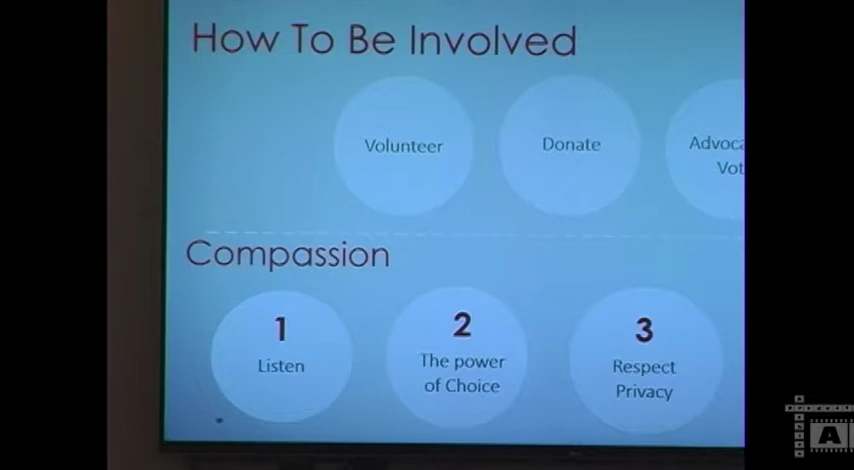 How To Be Involved
Volunteer
Donate
Compassion
1
Listen
2
The power
of Choice
3
Respect
Privacy
A